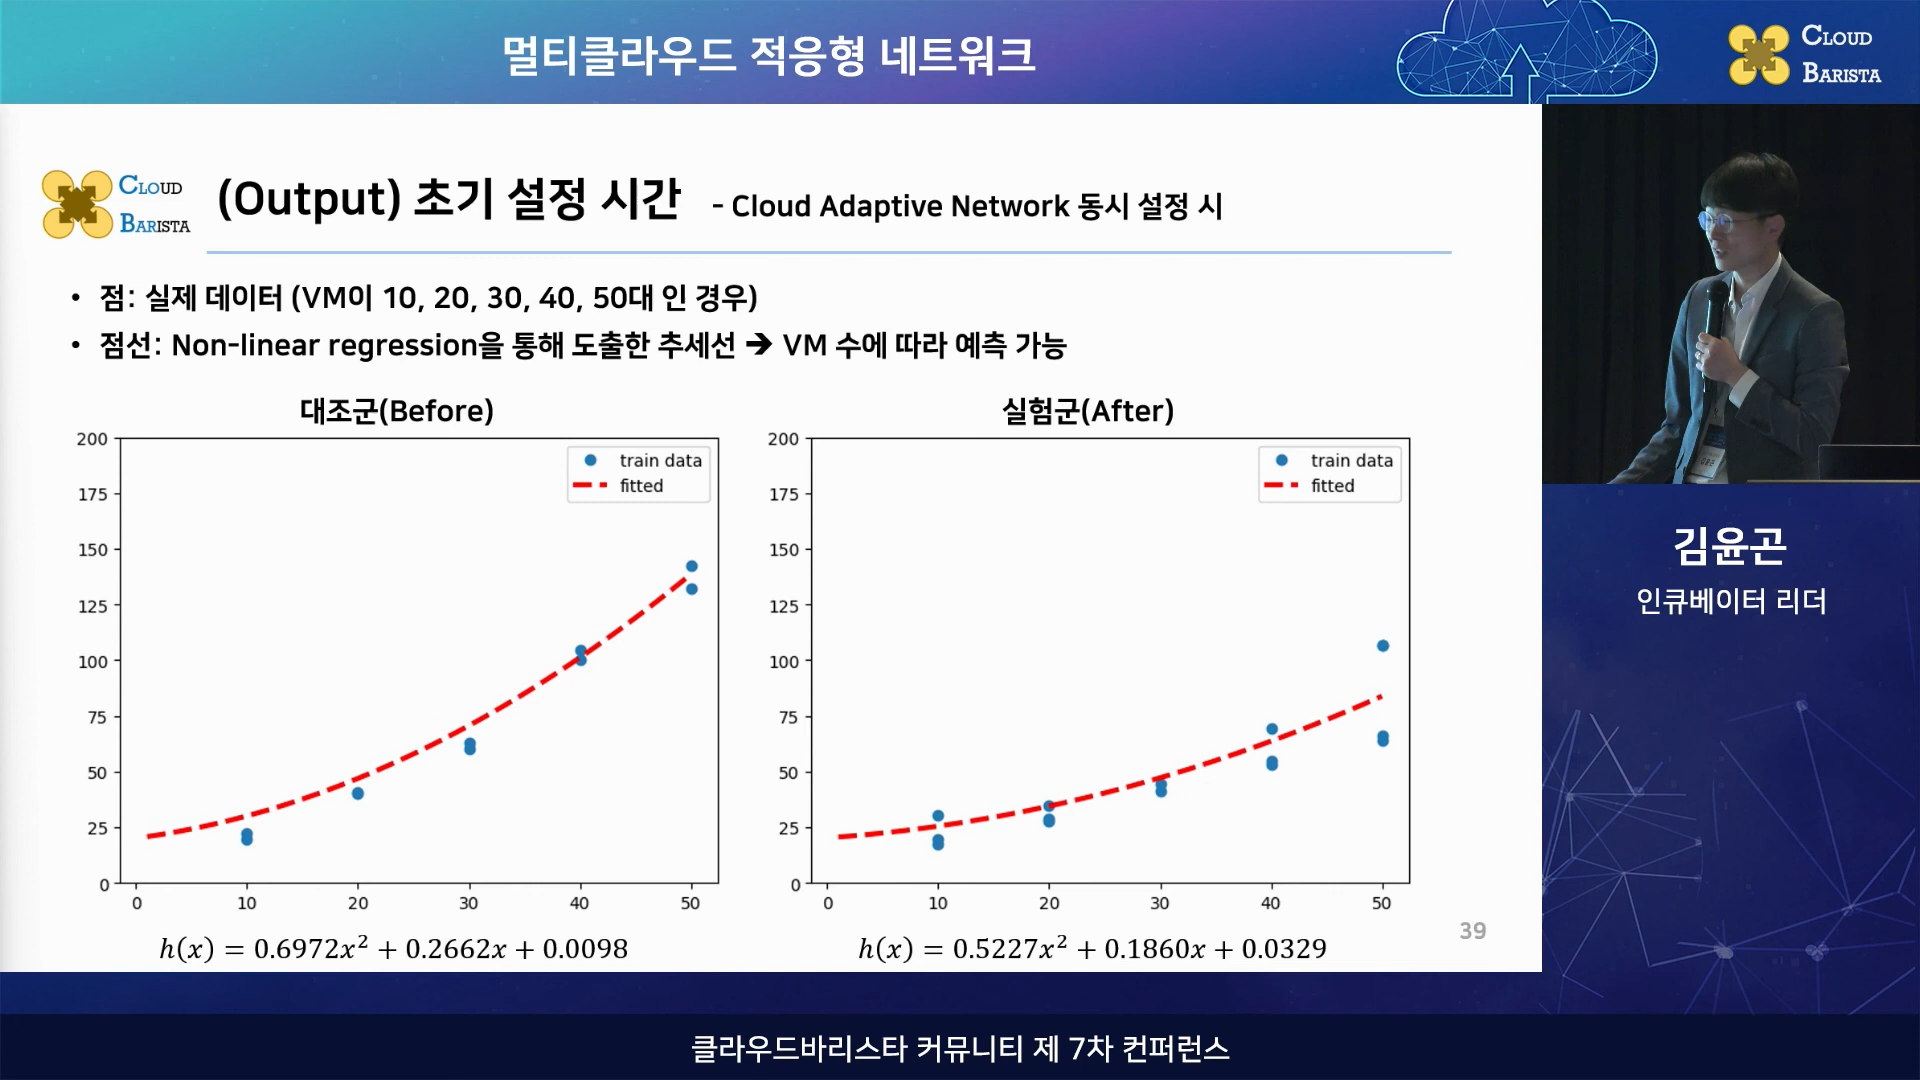 멀티클라우드 적응형 네트워크
CLOUD
BARISTA
CLOUD
BARISTA
(Output) 초기 설정 시간 - Cloud Adaptive Network 동시 설정 시
• 점: 실제 데이터 (VM이 10, 20, 30, 40, 50대 인 경우)
• 점선: Non-linear regression을 통해 도출한 추세선 ➔ VM 수에 따라 예측 가능
대조군(Before)
200
175
150
125
100
75
50
25
0
0 10 20 30 40 50
train data
fitted
h(x) = 0.6972x² + 0.2662x + 0.0098
실험군(After)
200
175
150
125
100
75
50
25
0
0 10 20 30 40 50
train data
fitted
h(x) = 0.5227x² + 0.1860x + 0.0329
39
김윤곤
인큐베이터 리더
클라우드바리스타 커뮤니티 제 7차 컨퍼런스